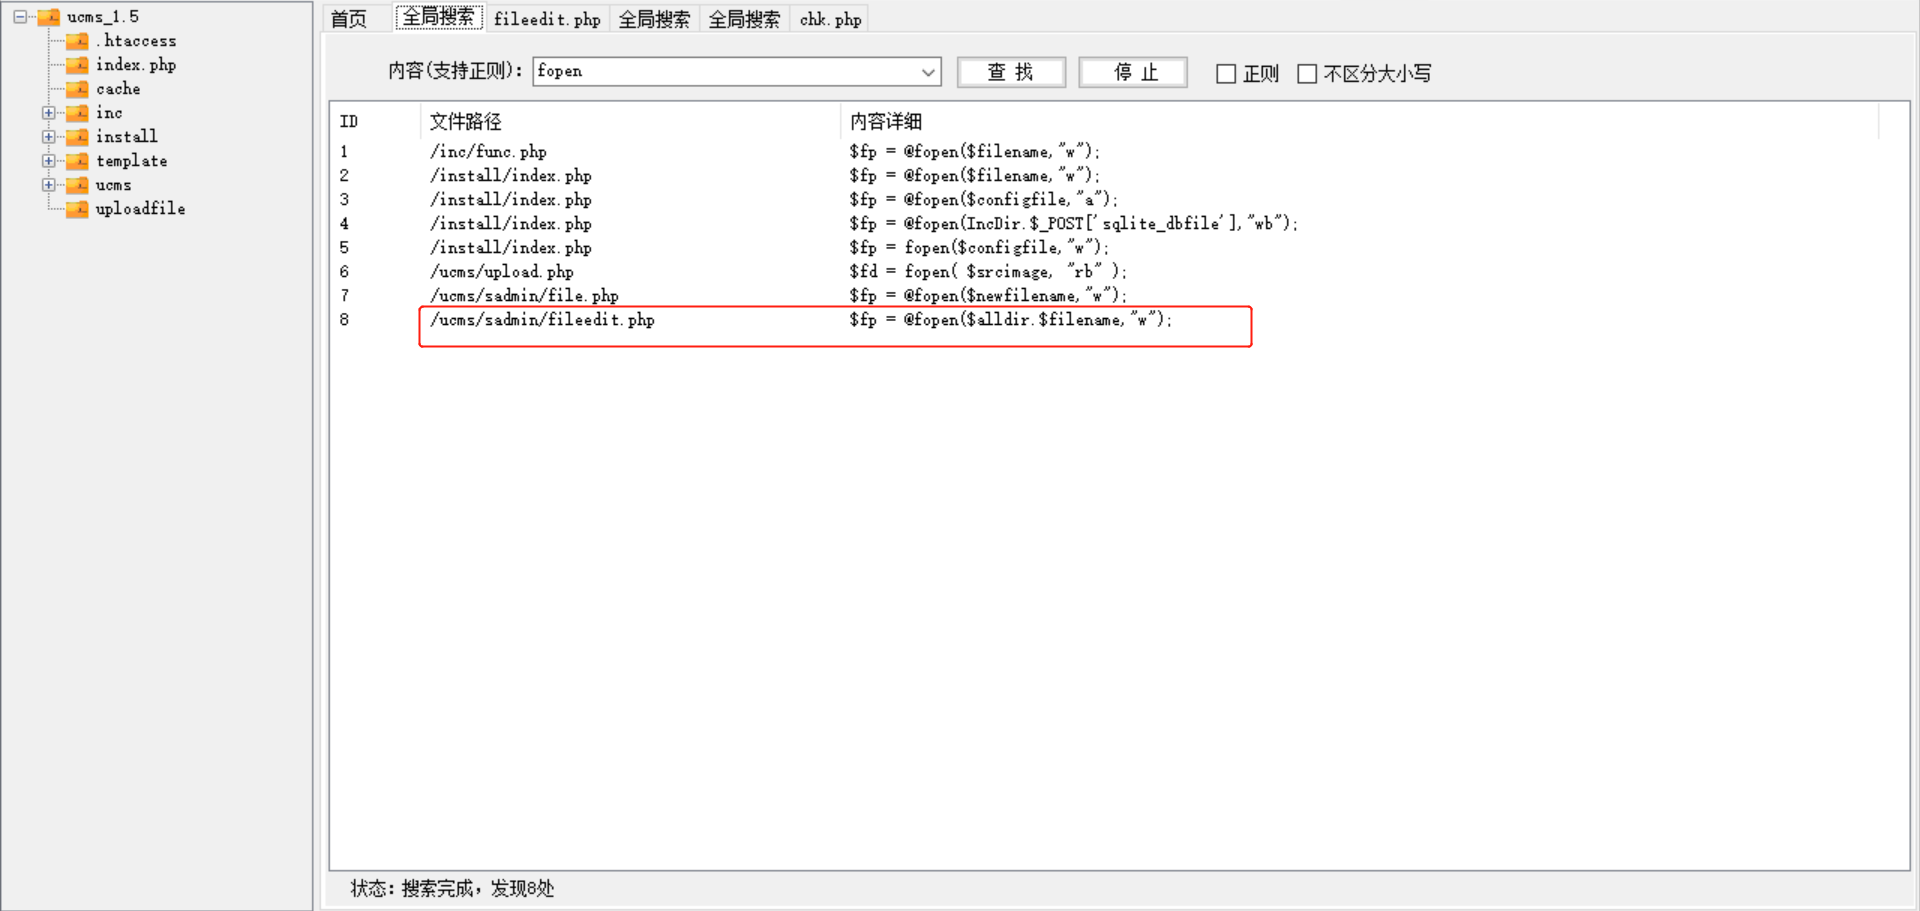 ucms_1.5
.htaccess
index.php
cache
inc
install
template
ucms
uploadfile
首页 全局搜索 fileedit.php 全局搜索 全局搜索 chk.php
内容(支持正则): fopen 查 找 停 止 正则 不区分大小写
ID 文件路径 内容详细
1 /inc/func.php $fp = @fopen($filename,"w");
2 /install/index.php $fp = @fopen($filename,"w");
3 /install/index.php $fp = @fopen($configfile,"a");
4 /install/index.php $fp = @fopen(IncDir.$_POST['sqlite_dbfile'],"wb");
5 /install/index.php $fp = fopen($configfile,"w");
6 /ucms/upload.php $fd = fopen( $srcimage, "rb" );
7 /ucms/sadmin/file.php $fp = @fopen($newfilename,"w");
8 /ucms/sadmin/fileedit.php $fp = @fopen($alldir.$filename,"w");
状态: 搜索完成，发现8处